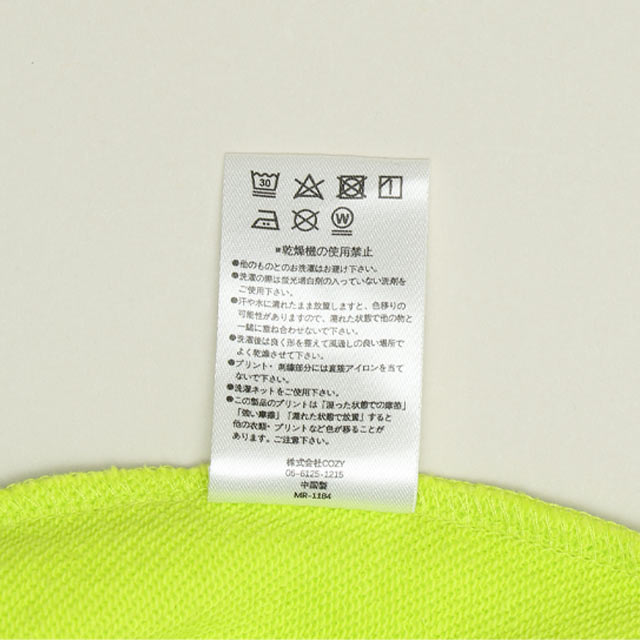 30
W
※乾燥機の使用禁止
●他のものとのお洗濯はお避け下さい。
●洗濯の際は蛍光増白剤の入っていない洗剤を
ご使用下さい。
●汗や水に濡れたまま放置しますと、色移りの
可能性がありますので、濡れた状態で他の物と
一緒に重ね合わせないで下さい。
●洗濯後は良く形を整えて風通しの良い場所で
よく乾燥させて下さい。
●プリント・刺繍部分には直接アイロンを当て
ないで下さい。
●洗濯ネットをご使用下さい。
●この製品のプリントは「湿った状態での摩擦」
「強い摩擦」「濡れた状態で放置」すると
他の衣類・プリントなど色が移ることが
あります。ご注意下さい。
株式会社COZY
06-6125-1215
中国製
MR-1184